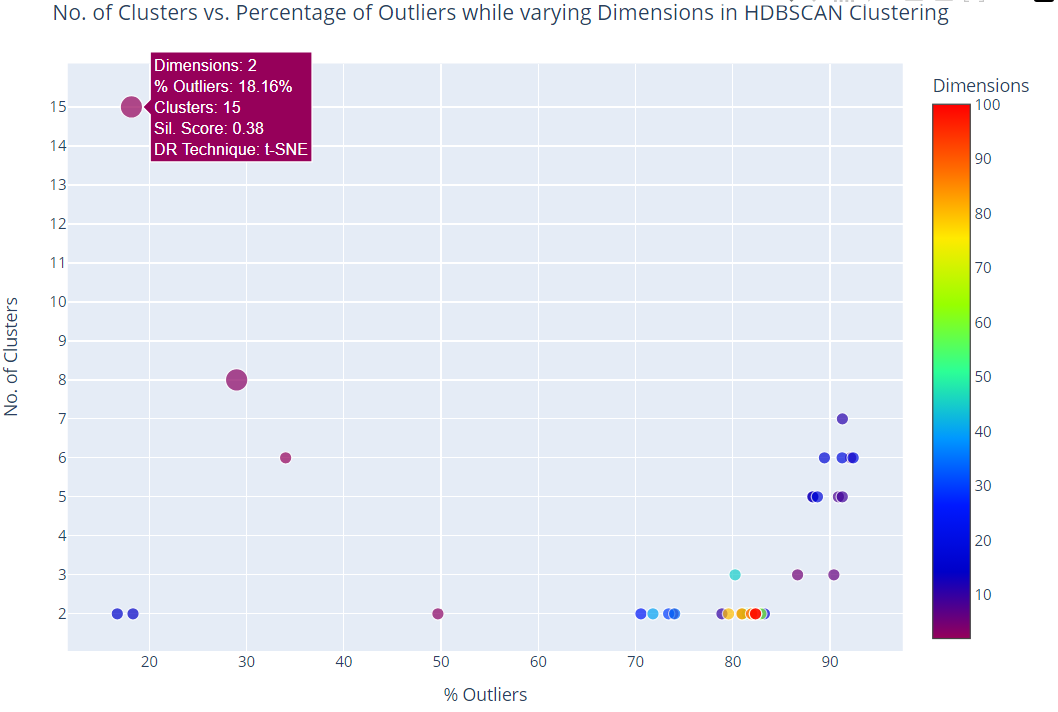 No. of Clusters vs. Percentage of Outliers while varying Dimensions in HDBSCAN Clustering
Dimensions: 2
% Outliers: 18.16%
Clusters: 15
Sil. Score: 0.38
DR Technique: t-SNE
Dimensions
100
90
80
70
60
50
40
30
20
10
No. of Clusters
15
14
13
12
11
10
9
8
7
6
5
4
3
2
20 30 40 50 60 70 80 90
% Outliers